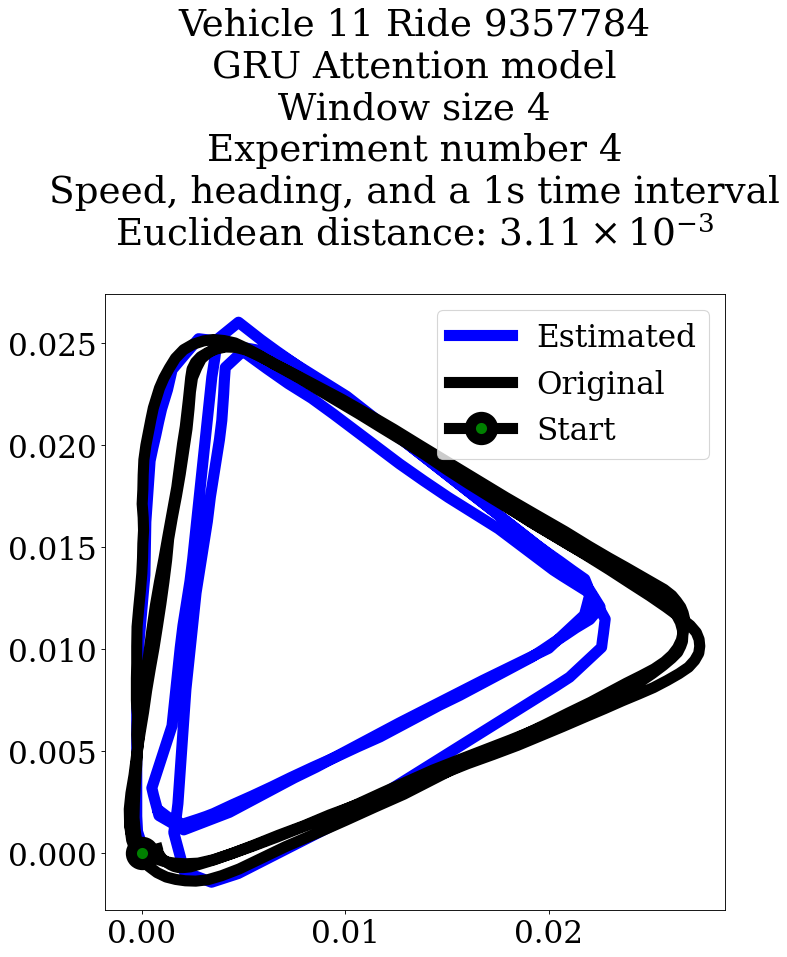 Vehicle 11 Ride 9357784
GRU Attention model
Window size 4
Experiment number 4
Speed, heading, and a 1s time interval
Euclidean distance: 3.11 × 10⁻³
Estimated
Original
Start
0.025
0.020
0.015
0.010
0.005
0.000
0.00 0.01 0.02